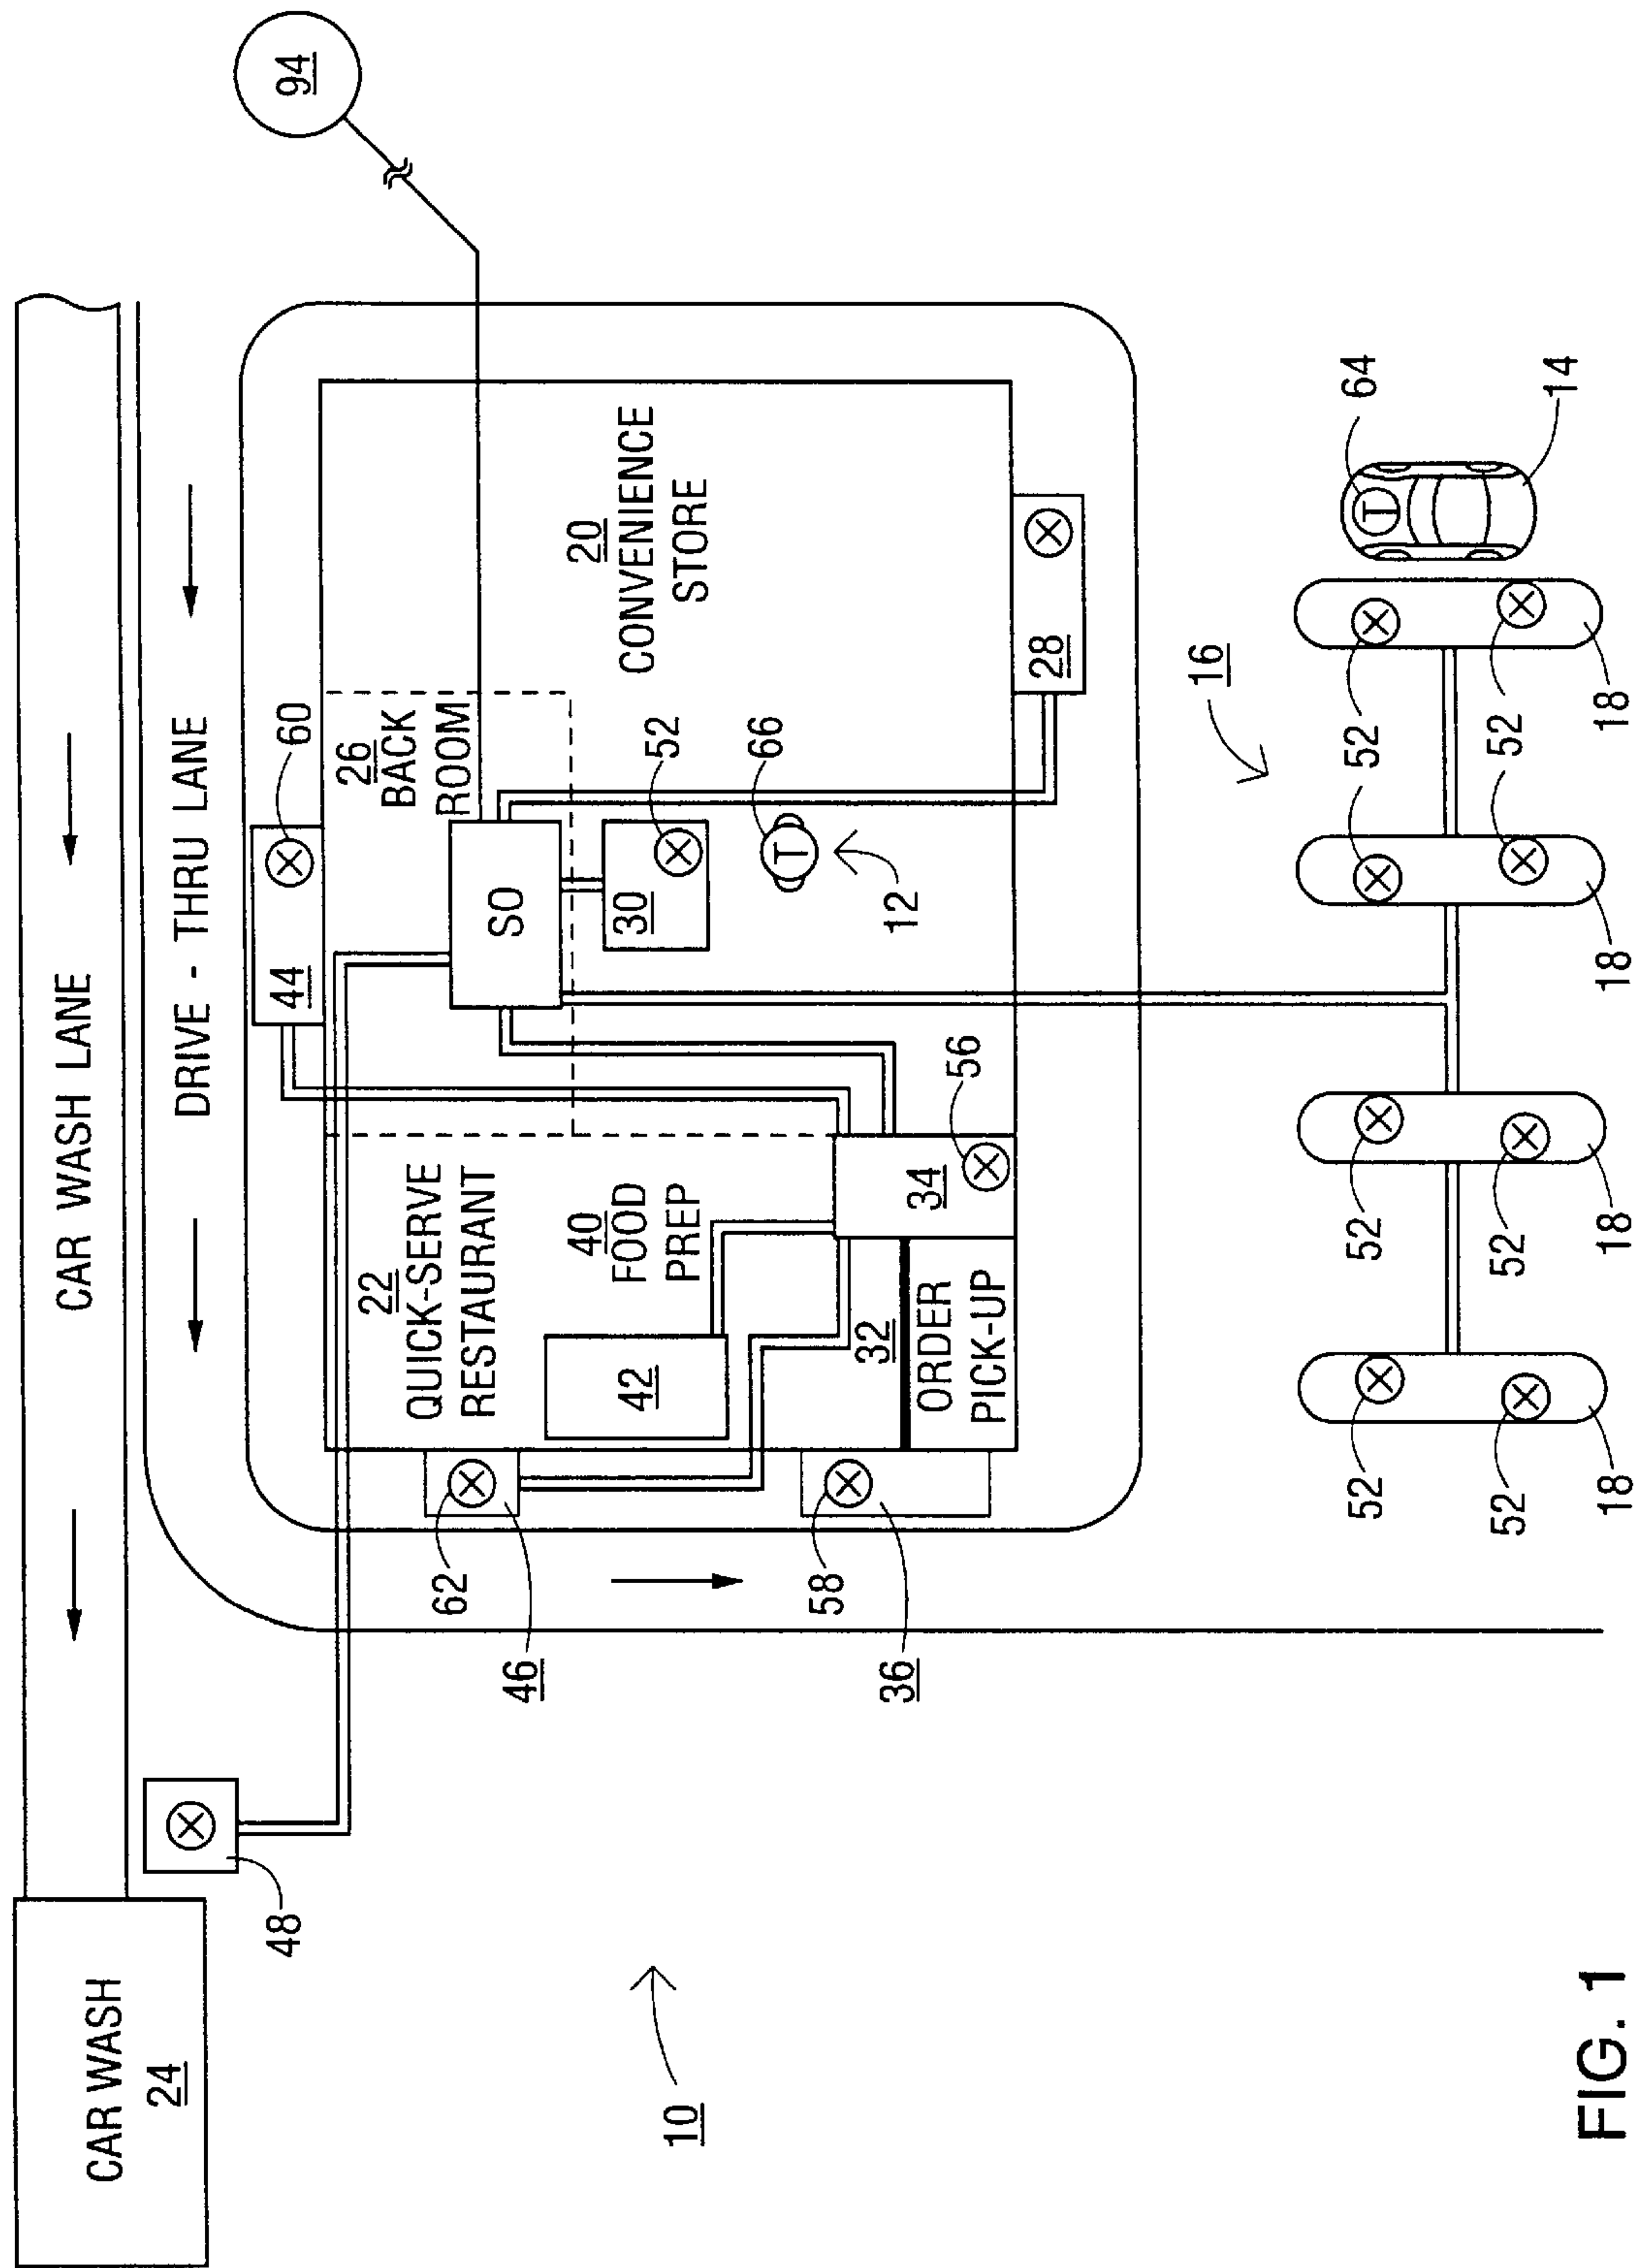 CAR WASH LANE
CAR WASH
24
DRIVE - THRU LANE
48
44
60
94
26
BACK
ROOM
22
QUICK-SERVE
RESTAURANT
62
46
SO
40
FOOD
PREP
20
CONVENIENCE
STORE
42
30
52
10
66
58
36
32
12
34
ORDER
PICK-UP
56
28
16
52
52
52
52
64
52
52
52
52
14
18
18
18
18
FIG. 1